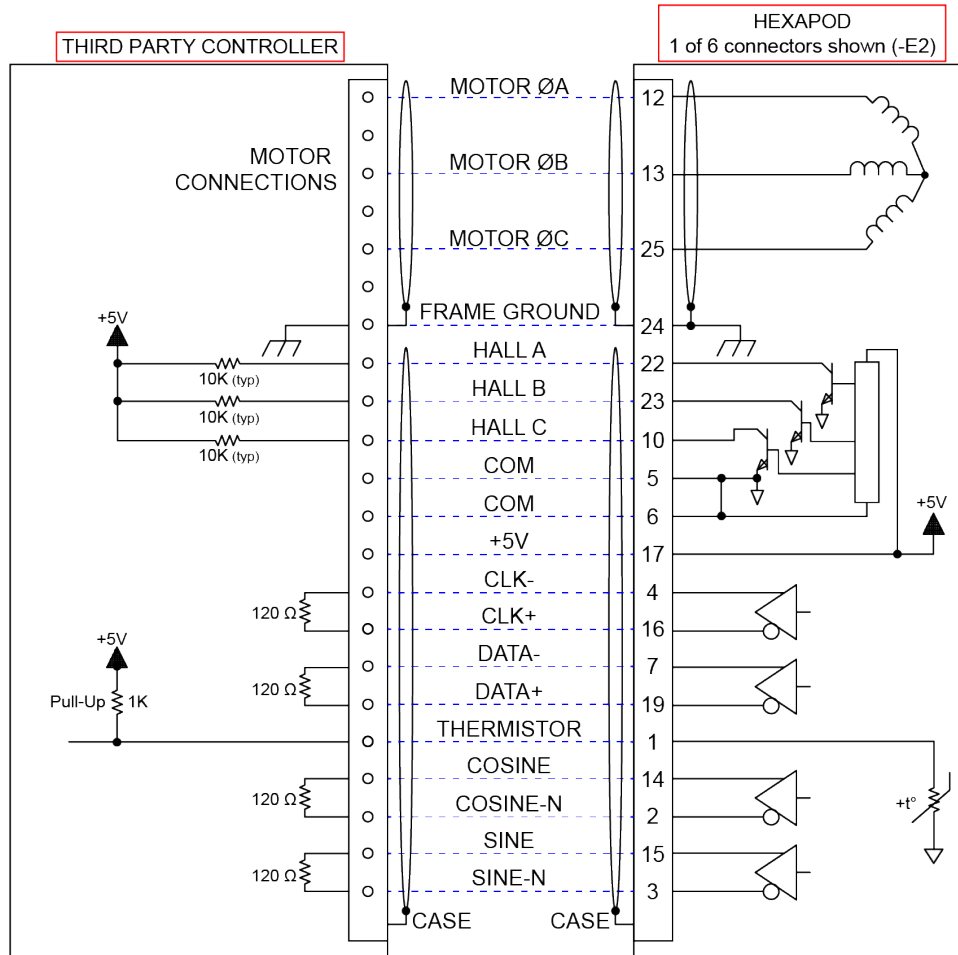 THIRD PARTY CONTROLLER
HEXAPOD
1 of 6 connectors shown (-E2)
MOTOR ØA
12
MOTOR
CONNECTIONS
MOTOR ØB
13
MOTOR ØC
25
FRAME GROUND
24
+5V
10K (typ)
HALL A
22
10K (typ)
HALL B
23
10K (typ)
HALL C
10
COM
5
COM
6
+5V
17
+5V
120 Ω
CLK-
4
CLK+
16
120 Ω
DATA-
7
DATA+
19
+5V
Pull-Up
1K
THERMISTOR
1
120 Ω
COSINE
14
COSINE-N
2
+t°
120 Ω
SINE
15
SINE-N
3
CASE
CASE